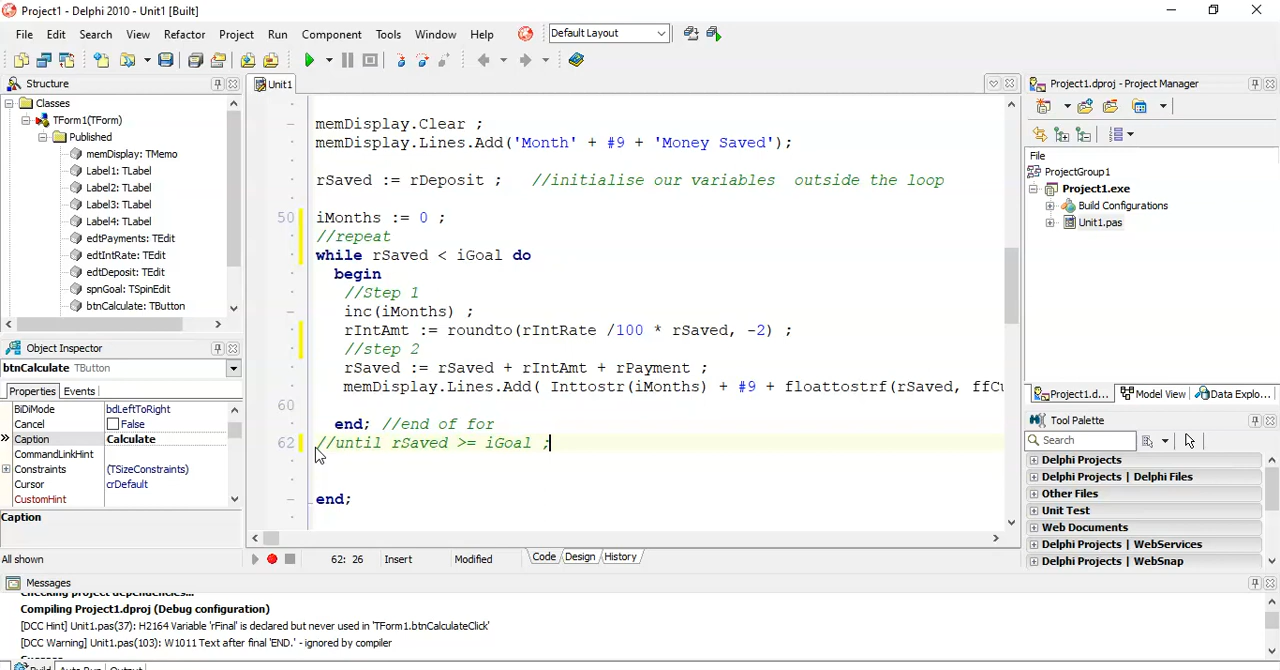 Project1 - Delphi 2010 - Unit1 [Built]
File Edit Search View Refactor Project Run Component Tools Window Help Default Layout
Structure
Classes
TForm1(TForm)
Published
memDisplay: TMemo
Label1: TLabel
Label2: TLabel
Label3: TLabel
Label4: TLabel
edtPayments: TEdit
edtIntRate: TEdit
edtDeposit: TEdit
spnGoal: TSpinEdit
btnCalculate: TButton
Object Inspector
btnCalculate TButton
Properties Events
BiDiMode bdLeftToRight
Cancel False
Caption Calculate
CommandLinkHint
Constraints (TSizeConstraints)
Cursor crDefault
CustomHint
Caption
All shown
Unit1
memDisplay.Clear ;
memDisplay.Lines.Add('Month' + #9 + 'Money Saved');
rSaved := rDeposit ; //initialise our variables outside the loop
50 iMonths := 0 ;
//repeat
while rSaved < iGoal do
begin
//Step 1
inc(iMonths) ;
rIntAmt := roundto(rIntRate /100 * rSaved, -2) ;
//step 2
rSaved := rSaved + rIntAmt + rPayment ;
memDisplay.Lines.Add( Inttostr(iMonths) + #9 + floattostrf(rSaved, ffCu
60
end; //end of for
62 //until rSaved >= iGoal ;
end;
62: 26 Insert Modified Code Design History
Project1.dproj - Project Manager
File
ProjectGroup1
Project1.exe
Build Configurations
Unit1.pas
Project1.d... Model View Data Explo...
Tool Palette
Search
Delphi Projects
Delphi Projects | Delphi Files
Other Files
Unit Test
Web Documents
Delphi Projects | WebServices
Delphi Projects | WebSnap
Messages
Checking project dependencies...
Compiling Project1.dproj (Debug configuration)
[DCC Hint] Unit1.pas(37): H2164 Variable 'rFinal' is declared but never used in 'TForm1.btnCalculateClick'
[DCC Warning] Unit1.pas(103): W1011 Text after final 'END.' - ignored by compiler
Success
Build Auto Run Output